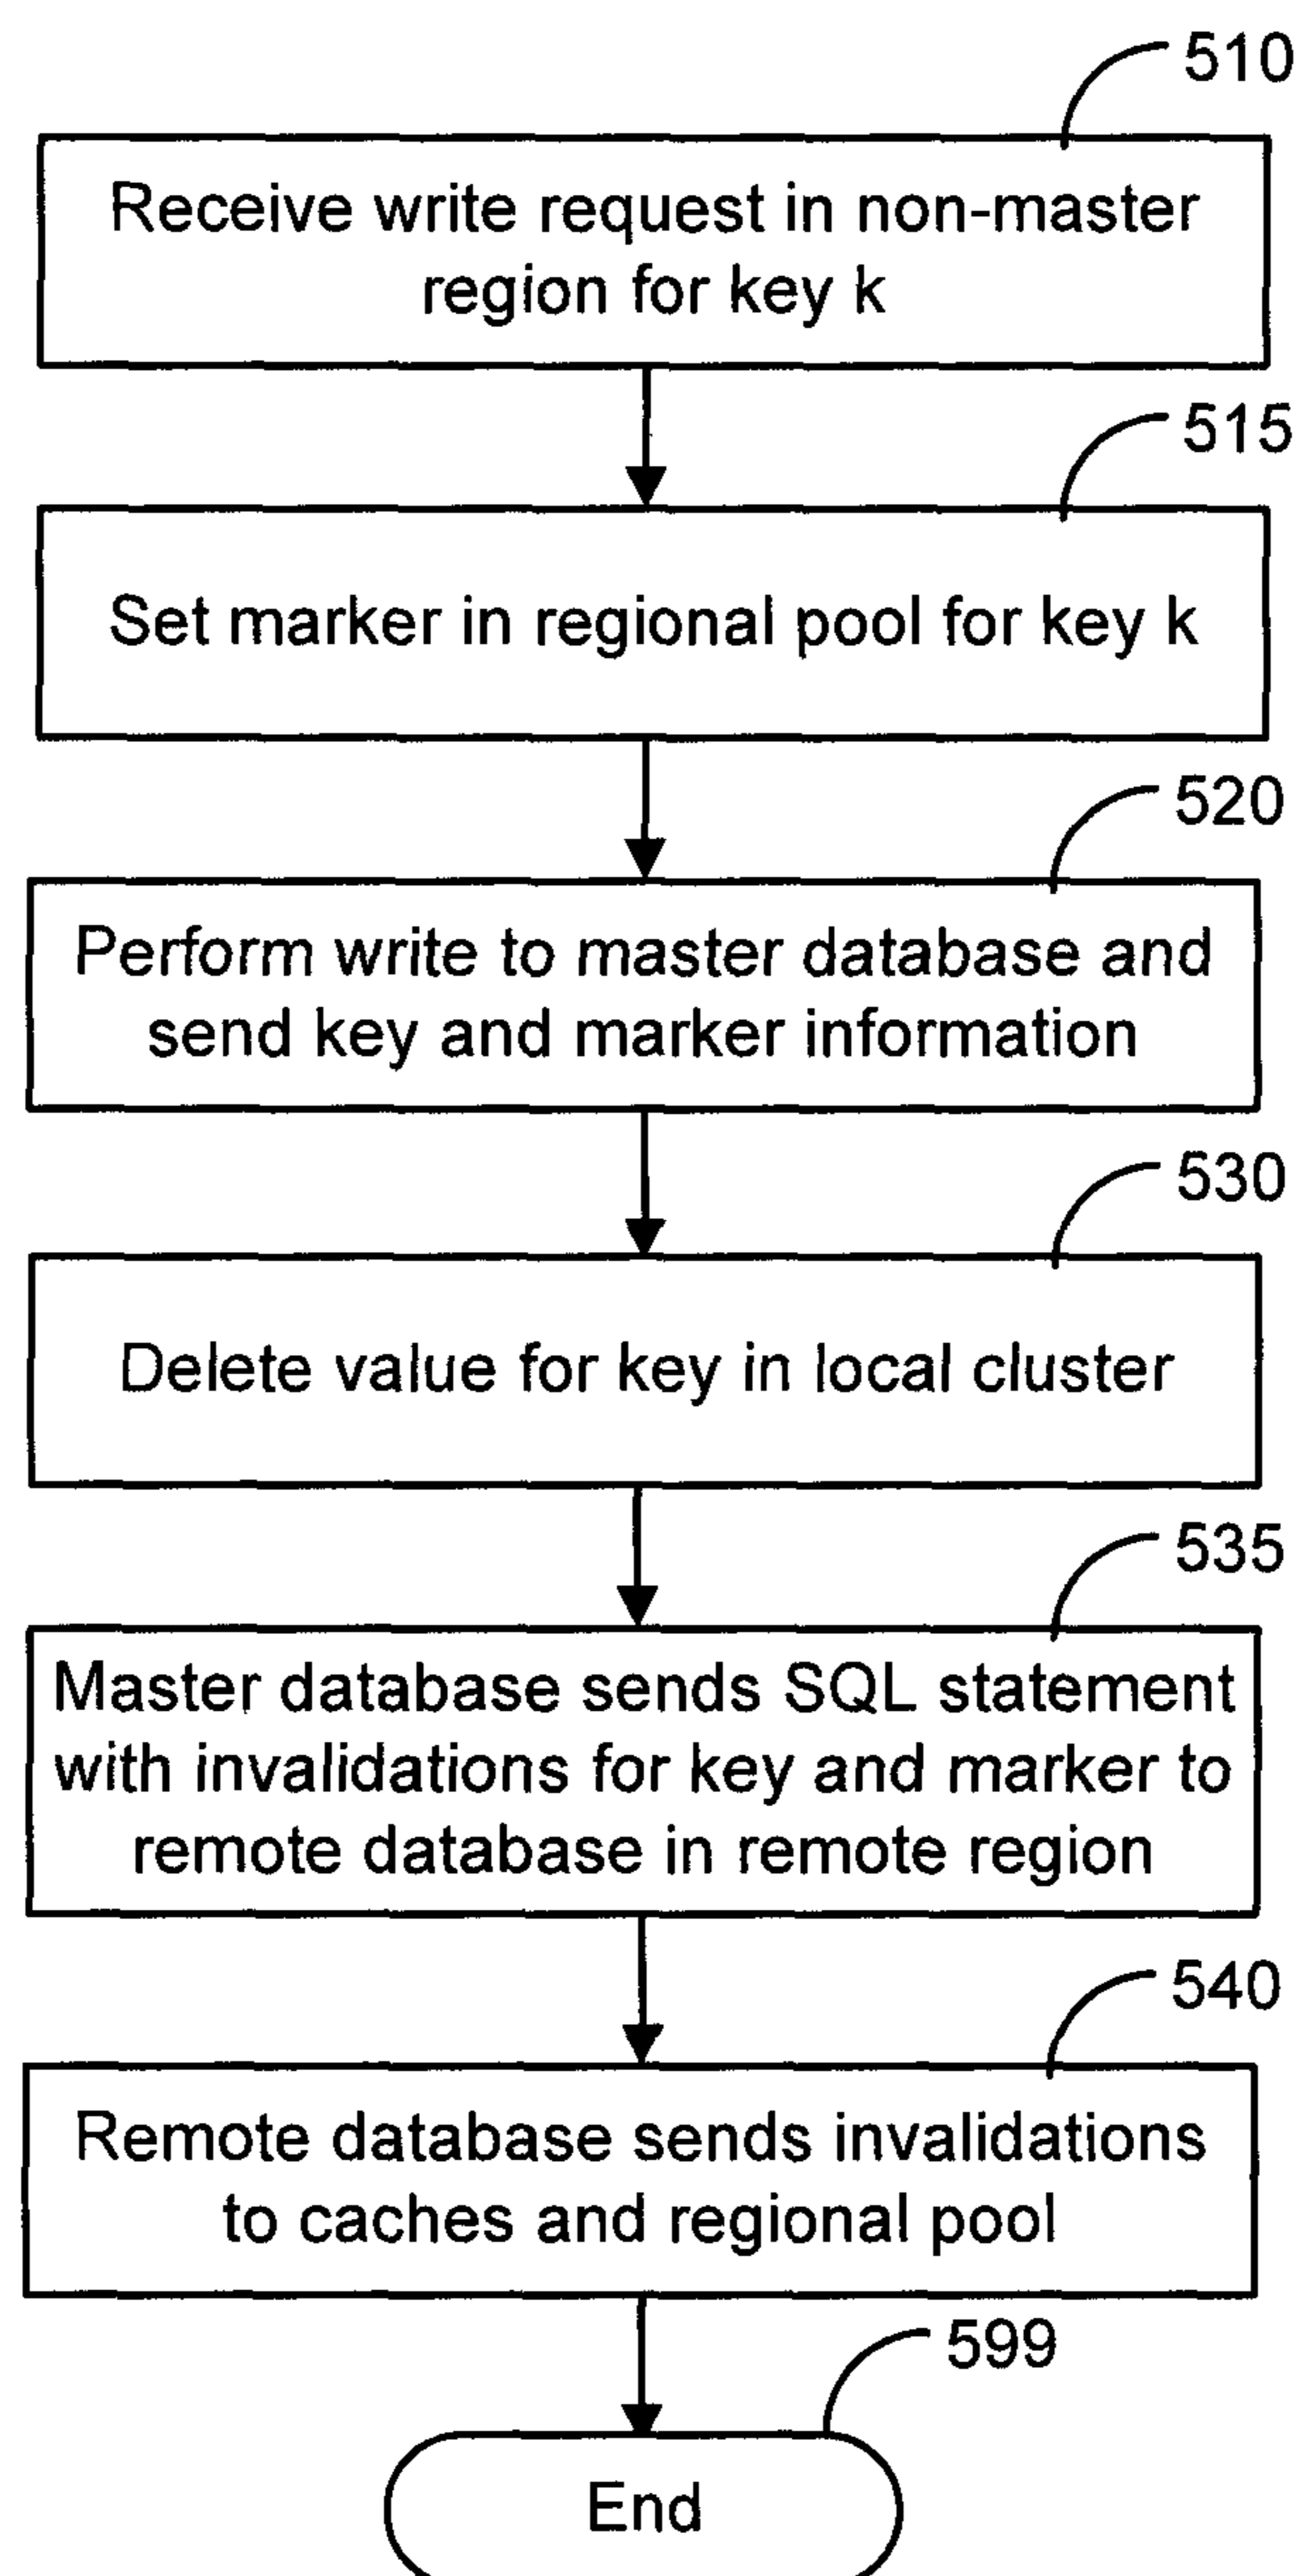 510
Receive write request in non-master
region for key k
515
Set marker in regional pool for key k
520
Perform write to master database and
send key and marker information
530
Delete value for key in local cluster
535
Master database sends SQL statement
with invalidations for key and marker to
remote database in remote region
540
Remote database sends invalidations
to caches and regional pool
599
End